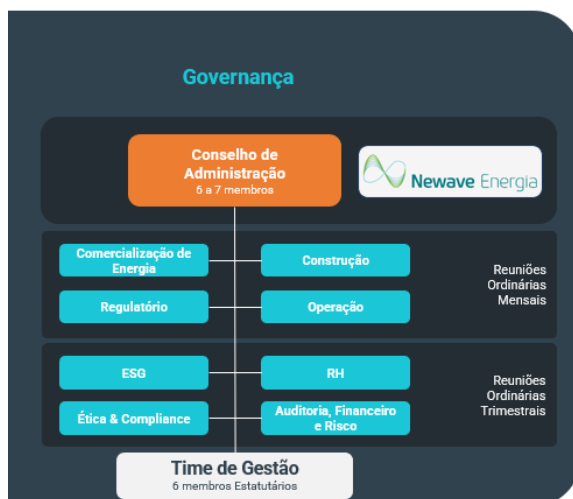 Governança
Conselho de
Administração
6 a 7 membros
Newave Energia
Comercialização de
Energia
Construção
Regulatório
Operação
Reuniões
Ordinárias
Mensais
ESG
RH
Ética & Compliance
Auditoria, Financeiro
e Risco
Reuniões
Ordinárias
Trimestrais
Time de Gestão
6 membros Estatutários